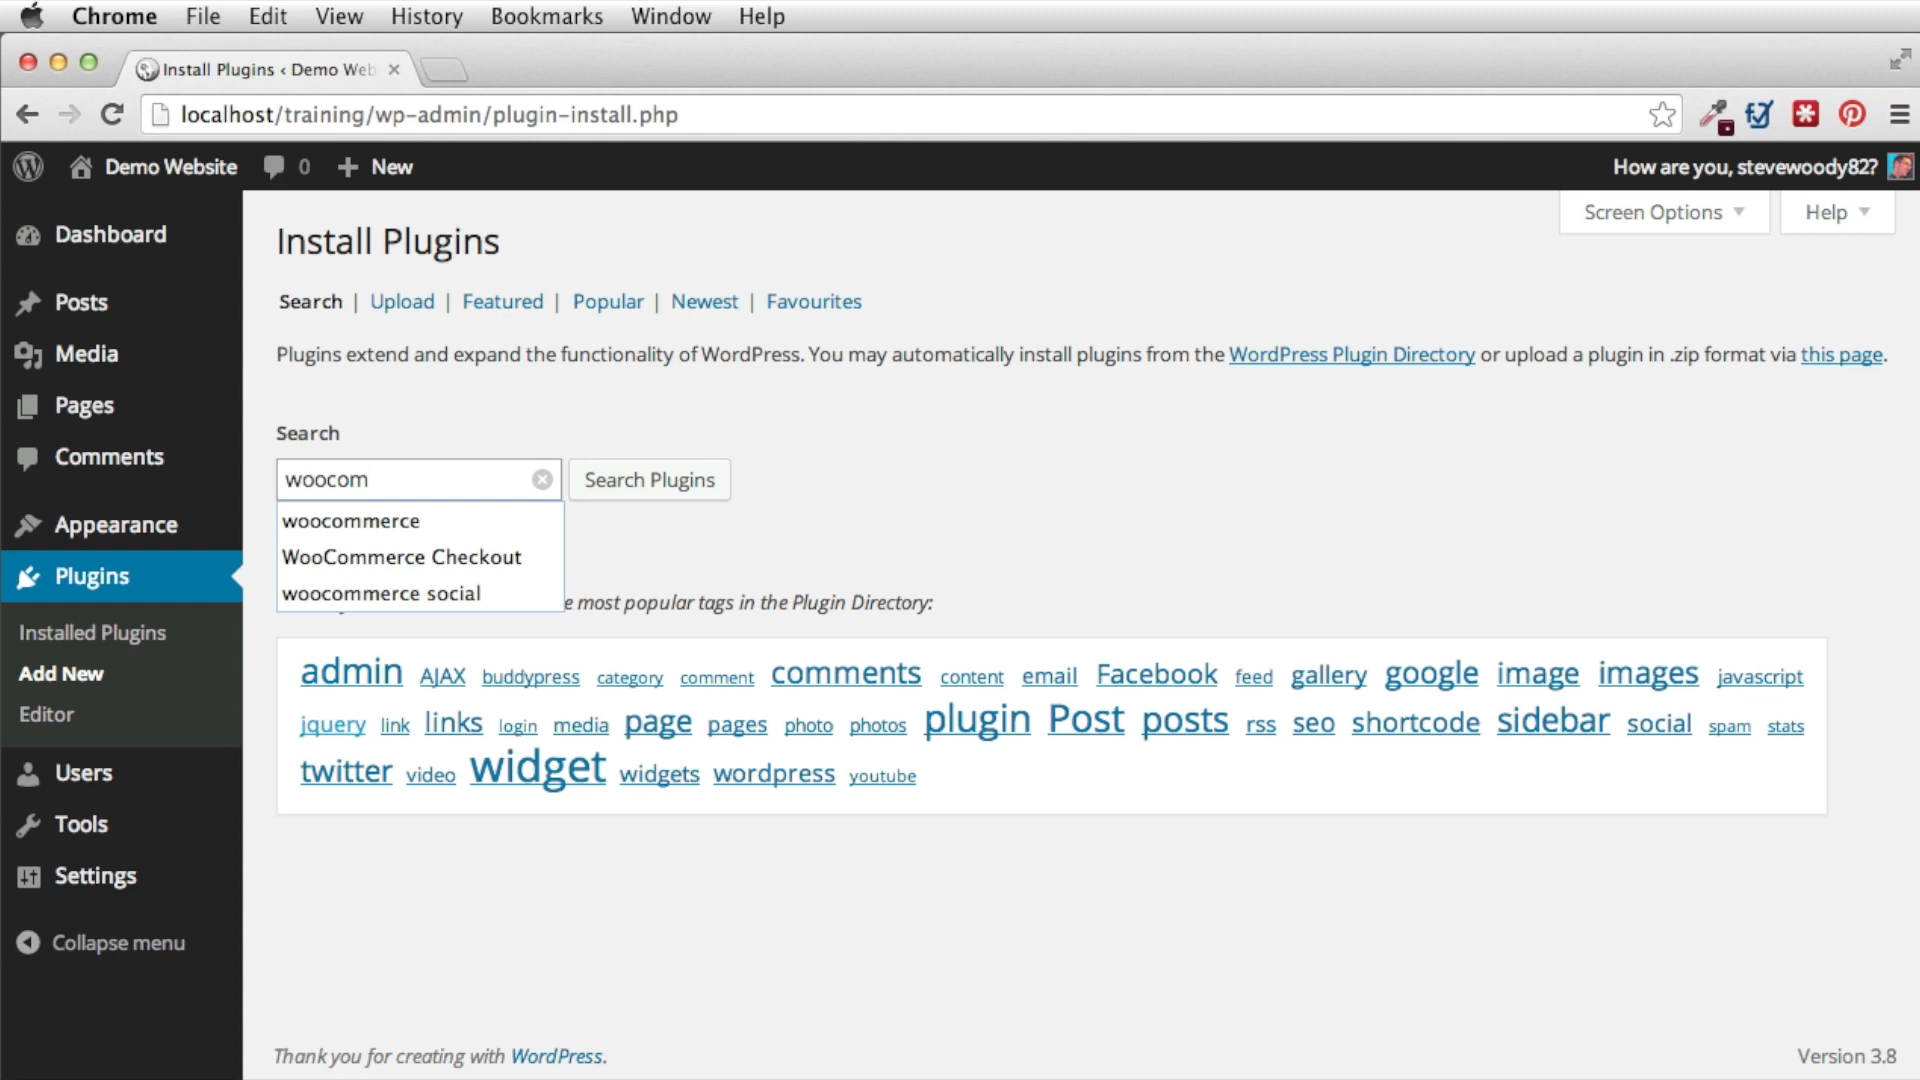 Chrome File Edit View History Bookmarks Window Help
Install Plugins ‹ Demo Web
localhost/training/wp-admin/plugin-install.php
Demo Website 0 New How are you, stevewoody82?
Screen Options Help
Dashboard
Posts
Media
Pages
Comments
Appearance
Plugins
Installed Plugins
Add New
Editor
Users
Tools
Settings
Collapse menu
Install Plugins
Search | Upload | Featured | Popular | Newest | Favourites
Plugins extend and expand the functionality of WordPress. You may automatically install plugins from the WordPress Plugin Directory or upload a plugin in .zip format via this page.
Search
woocom Search Plugins
woocommerce
WooCommerce Checkout
woocommerce social
most popular tags in the Plugin Directory:
admin AJAX buddypress category comment comments content email Facebook feed gallery google image images javascript
jquery link links login media page pages photo photos plugin Post posts rss seo shortcode sidebar social spam stats
twitter video widget widgets wordpress youtube
Thank you for creating with WordPress. Version 3.8